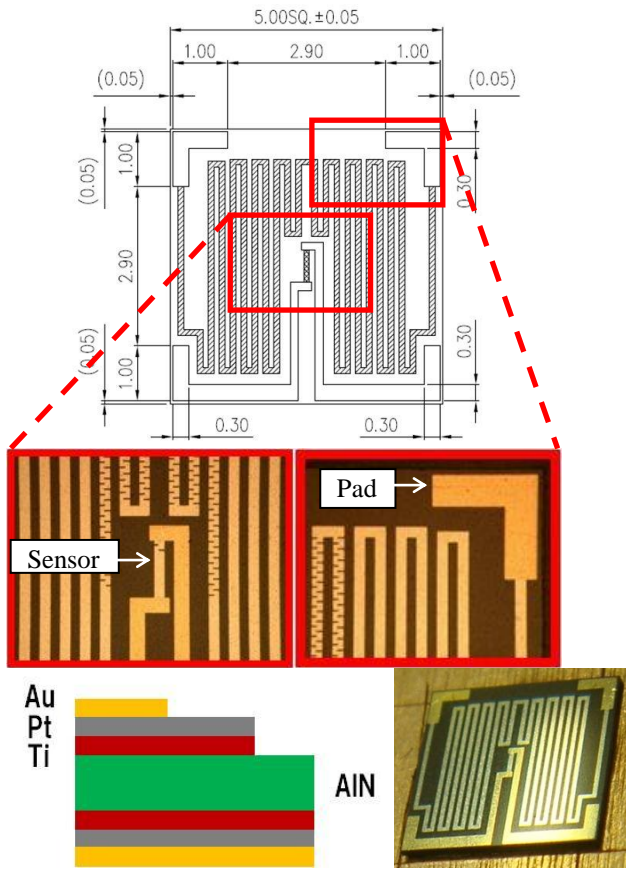 5.00SQ.±0.05
1.00 2.90 1.00
(0.05) (0.05)
(0.05) 1.00 0.30
2.90
(0.05) 1.00 0.30
0.30 0.30
Pad
Sensor
Au
Pt
Ti
AlN